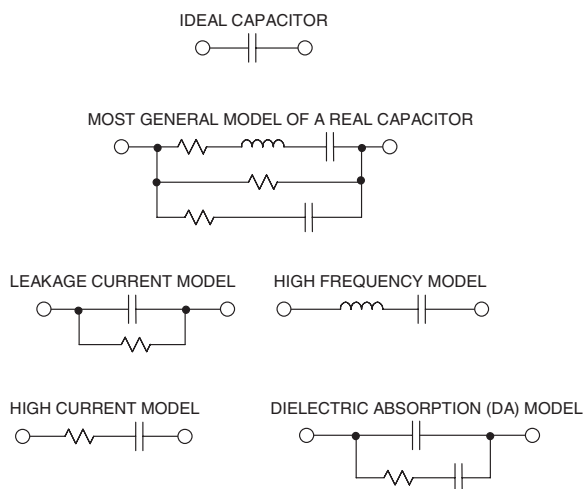 IDEAL CAPACITOR
MOST GENERAL MODEL OF A REAL CAPACITOR
LEAKAGE CURRENT MODEL
HIGH FREQUENCY MODEL
HIGH CURRENT MODEL
DIELECTRIC ABSORPTION (DA) MODEL